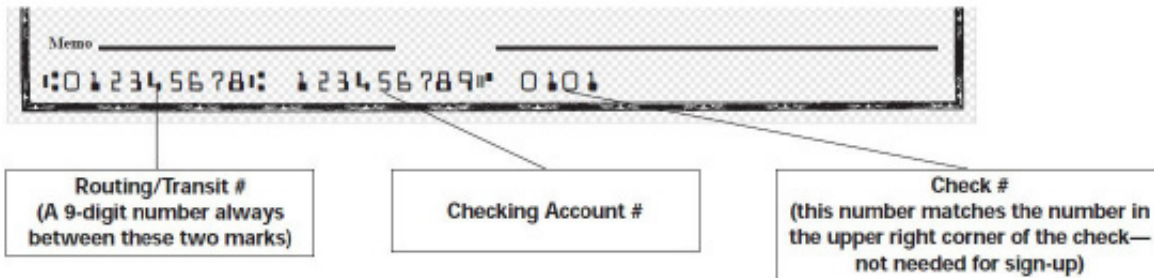 Memo
⑆012345678⑆ 123456789⑈ 0101
Routing/Transit #
(A 9-digit number always
between these two marks)
Checking Account #
Check #
(this number matches the number in
the upper right corner of the check—
not needed for sign-up)